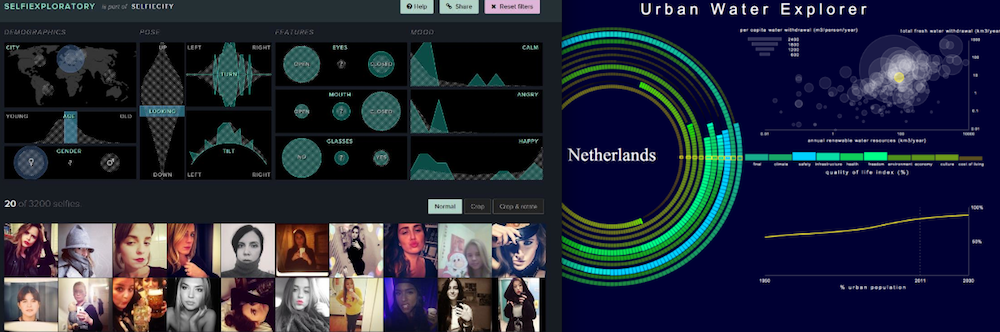 SELFIEXPLORATORY is part of SELFIECITY
Help
Share
Reset filters
DEMOGRAPHICS
POSE
FEATURES
MOOD
CITY
YOUNG AGE OLD
GENDER
UP
LOOKING
DOWN
LEFT RIGHT
TURN
TILT
LEFT RIGHT
EYES
OPEN ? CLOSED
MOUTH
OPEN ? CLOSED
GLASSES
NO ? YES
CALM
ANGRY
HAPPY
20 of 3200 selfies
Normal
Crop
Crop & rotate
Urban Water Explorer
per capita water withdrawal (m3/person/year)
2400
1800
1200
600
total fresh water withdrawal (km3/year)
1000
100
10
1
0.1
0.01
0.01 1 100 10000
annual renewable water resources (km3/year)
Netherlands
final climate safety infrastructure health freedom environment economy culture cost of living
quality of life index (%)
100%
50%
1990 2011
% urban population